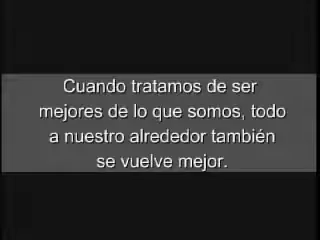 Cuando tratamos de ser
mejores de lo que somos, todo
a nuestro alrededor también
se vuelve mejor.